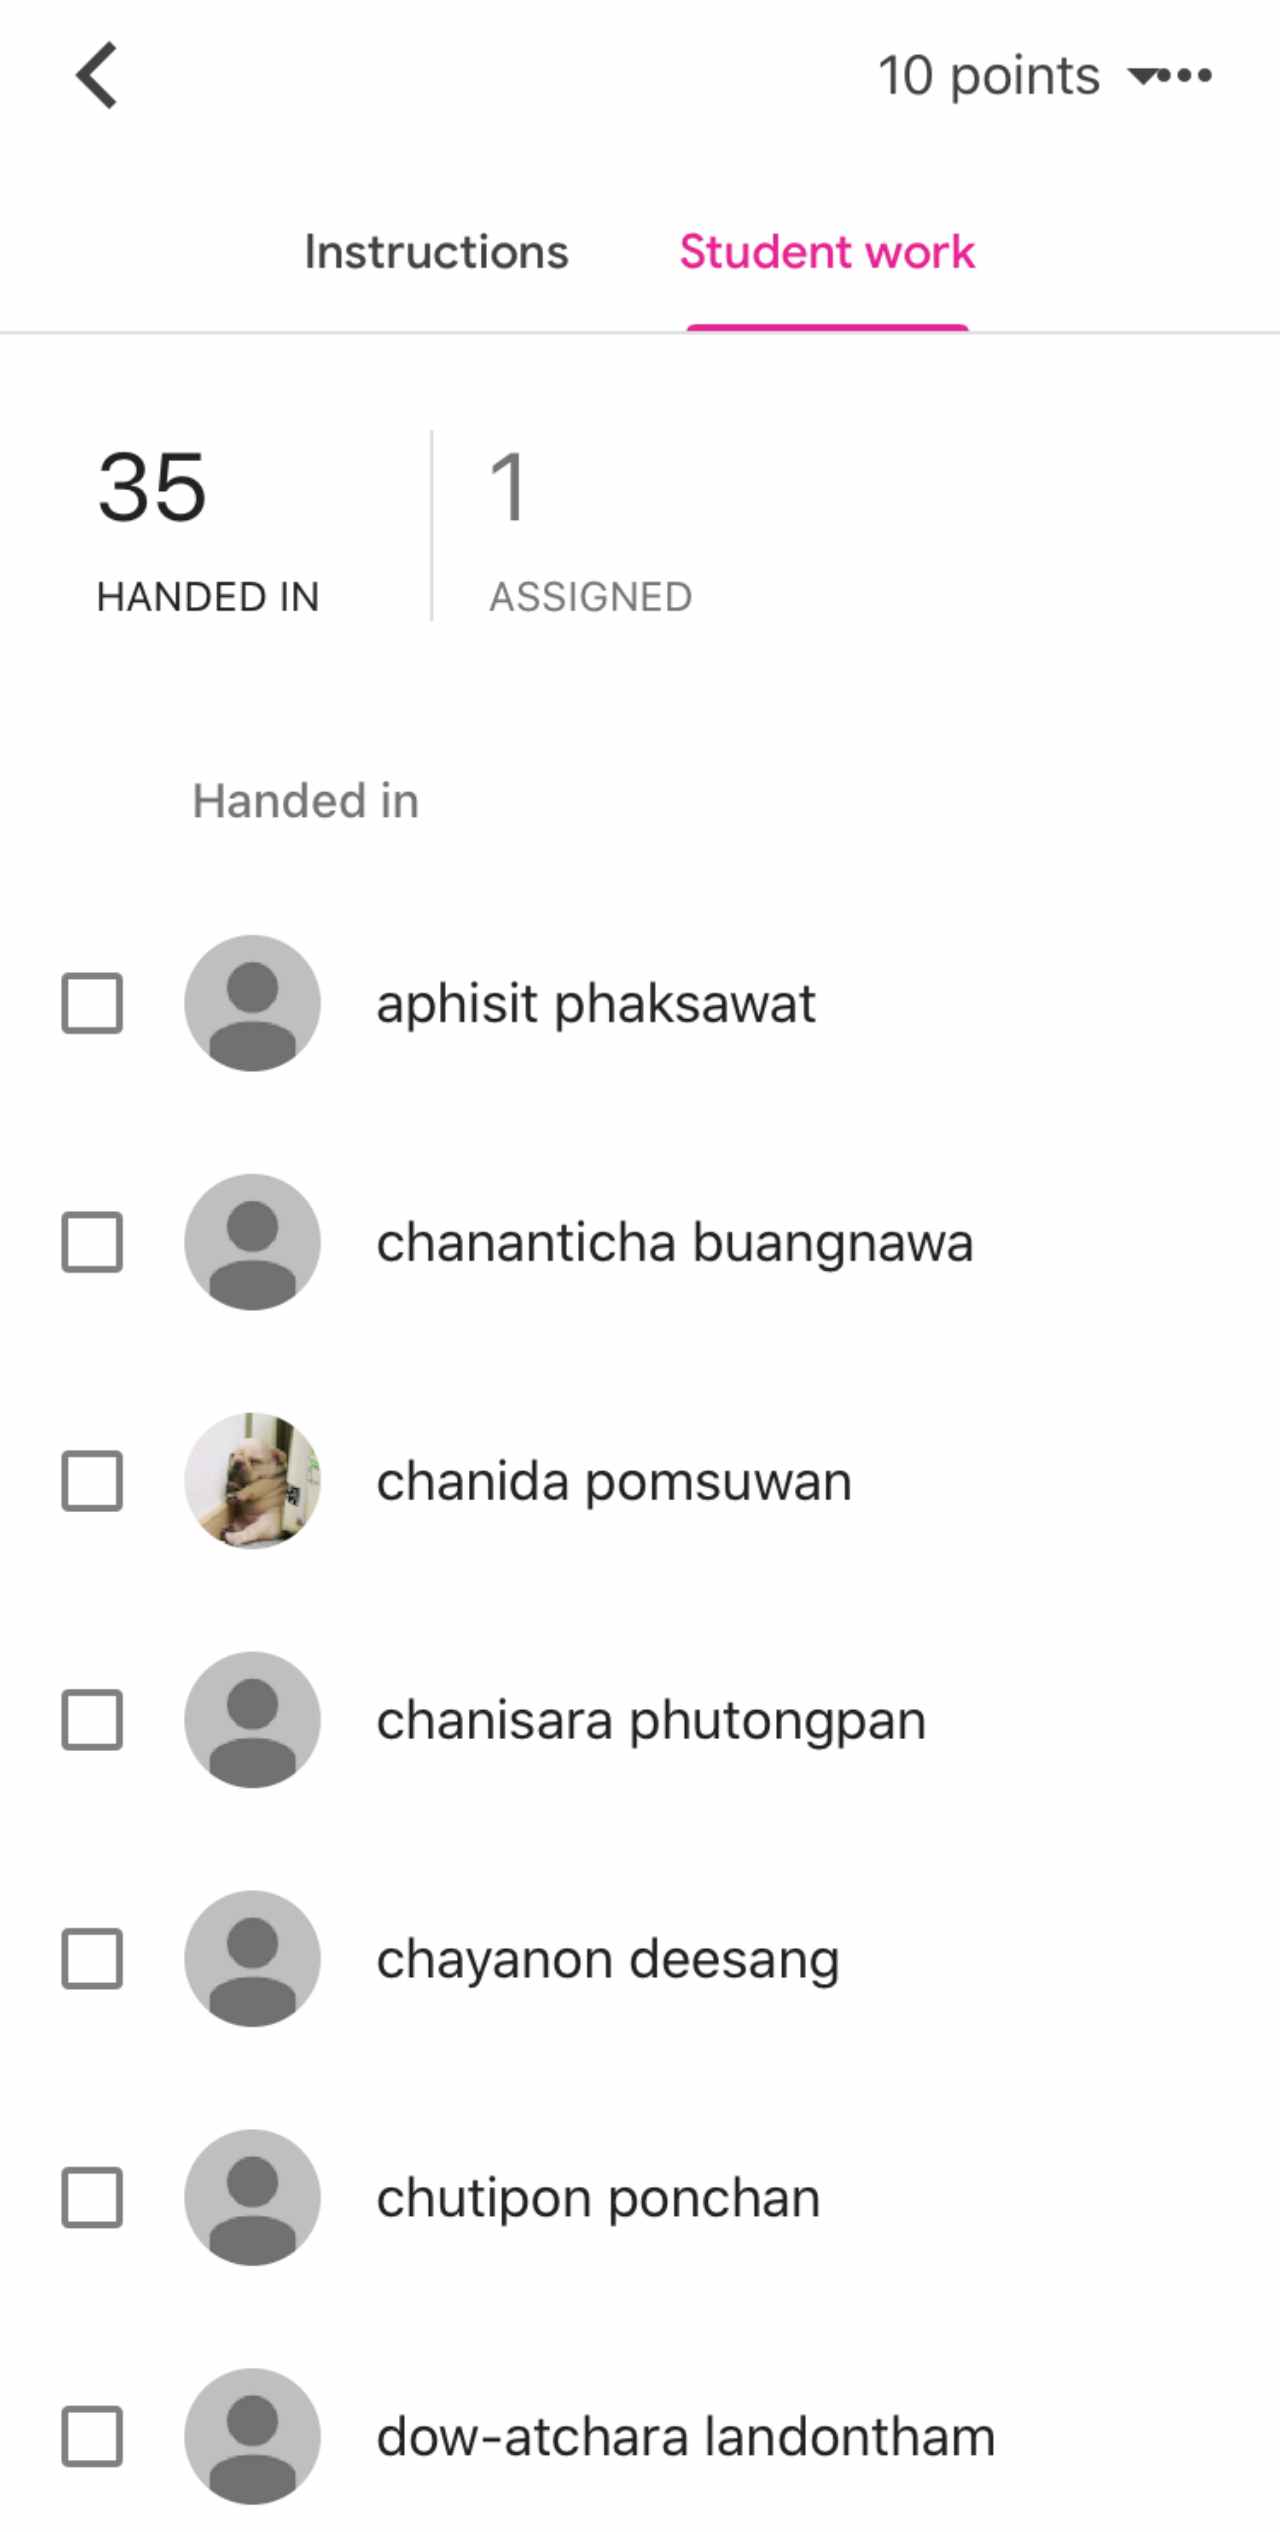 10 points
Instructions
Student work
35
HANDED IN
1
ASSIGNED
Handed in
aphisit phaksawat
chananticha buangnawa
chanida pomsuwan
chanisara phutongpan
chayanon deesang
chutipon ponchan
dow-atchara landontham